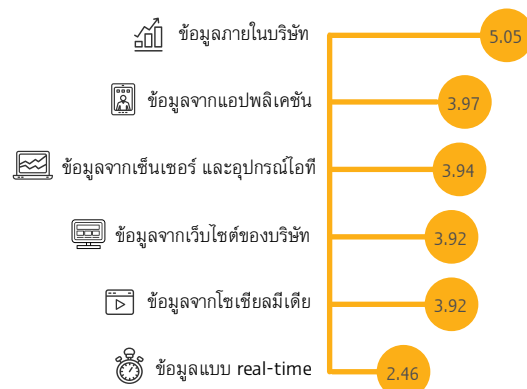 ข้อมูลภายในบริษัท 5.05
ข้อมูลจากแอปพลิเคชัน 3.97
ข้อมูลจากเซ็นเซอร์ และอุปกรณ์ไอที 3.94
ข้อมูลจากเว็บไซต์ของบริษัท 3.92
ข้อมูลจากโซเชียลมีเดีย 3.92
ข้อมูลแบบ real-time 2.46